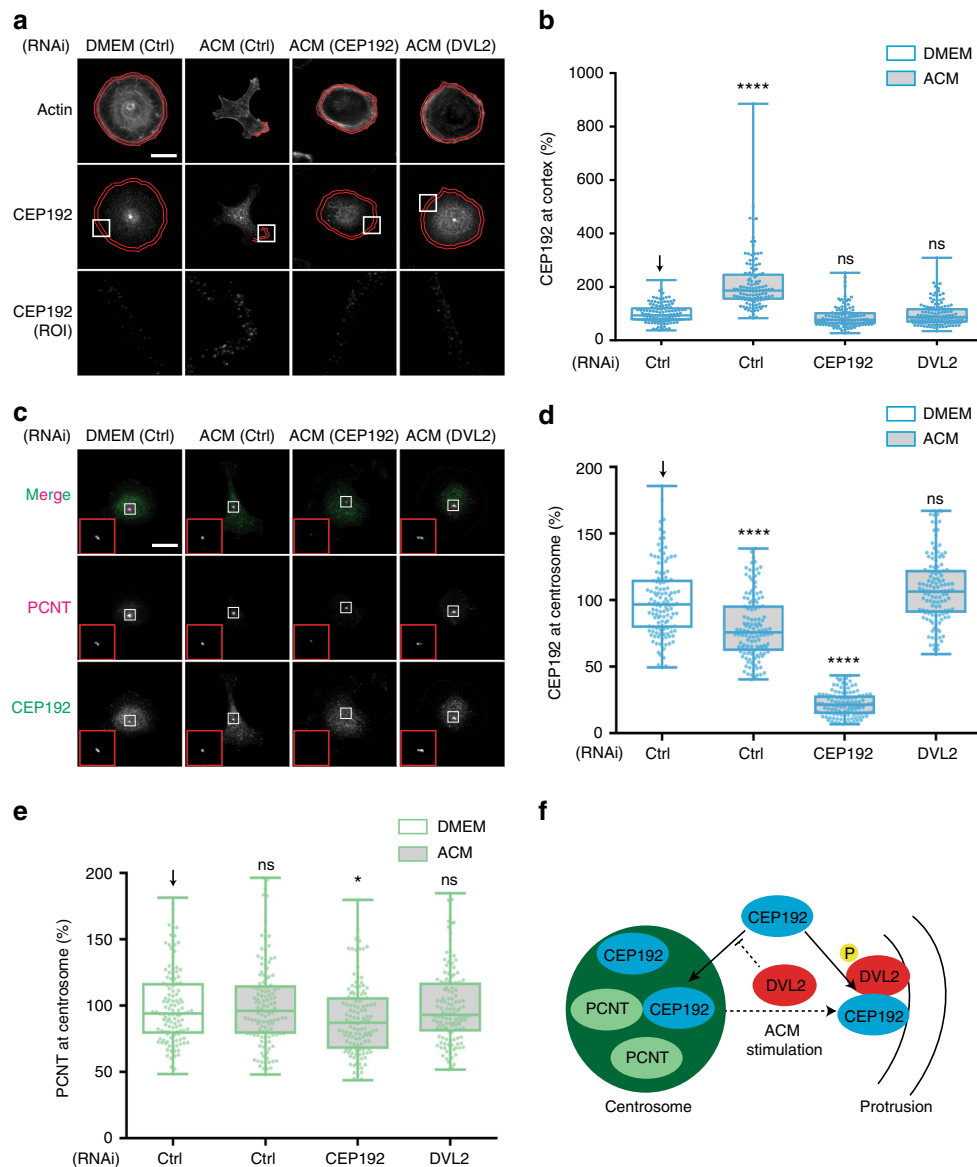 a
(RNAi) DMEM (Ctrl) ACM (Ctrl) ACM (CEP192) ACM (DVL2)
Actin
CEP192
CEP192
(ROI)
b
DMEM
ACM
CEP192 at cortex (%)
1000
800
600
400
200
0
****
ns
ns
(RNAi) Ctrl Ctrl CEP192 DVL2
c
(RNAi) DMEM (Ctrl) ACM (Ctrl) ACM (CEP192) ACM (DVL2)
Merge
PCNT
CEP192
d
DMEM
ACM
CEP192 at centrosome (%)
200
150
100
50
0
****
****
ns
(RNAi) Ctrl Ctrl CEP192 DVL2
e
DMEM
ACM
PCNT at centrosome (%)
200
150
100
50
0
ns
*
ns
(RNAi) Ctrl Ctrl CEP192 DVL2
f
CEP192
CEP192
P
DVL2
DVL2
PCNT
CEP192
CEP192
PCNT
ACM
stimulation
Centrosome
Protrusion